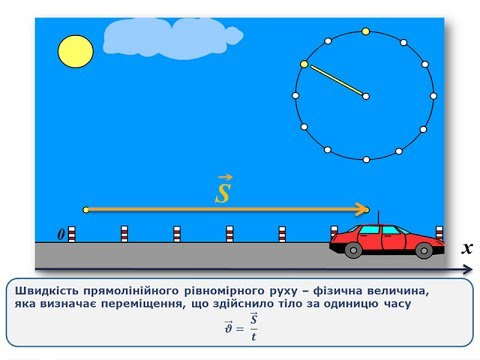 S
0
x
Швидкість прямолінійного рівномірного руху – фізична величина,
яка визначає переміщення, що здійснило тіло за одиницю часу
ϑ⃗ = S⃗ / t